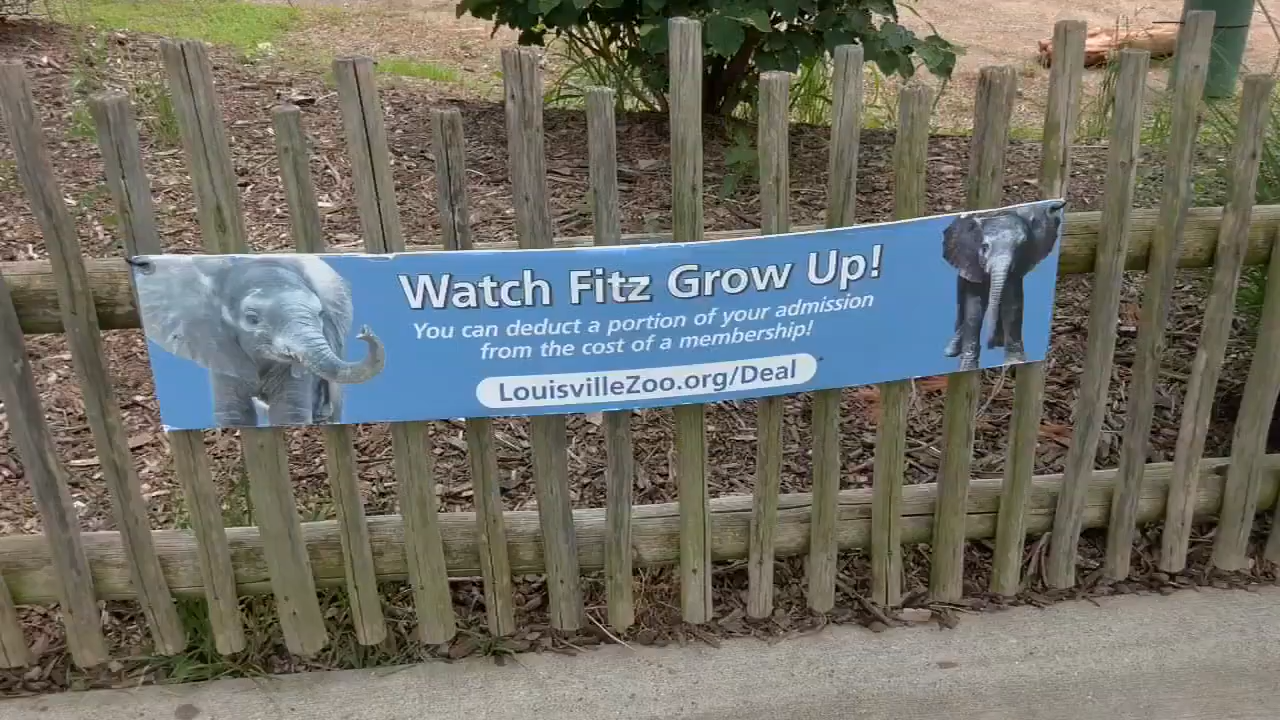 Watch Fitz Grow Up!
You can deduct a portion of your admission
from the cost of a membership!
LouisvilleZoo.org/Deal